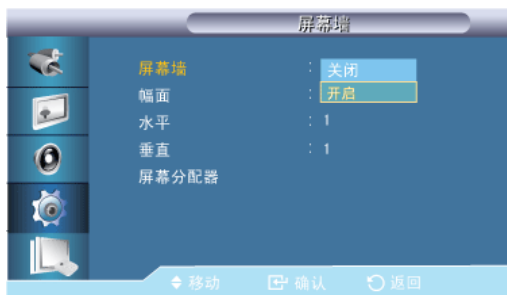 屏幕墙
屏幕墙 : 关闭
幅面 : 开启
水平 : 1
垂直 : 1
屏幕分配器
移动 确认 返回